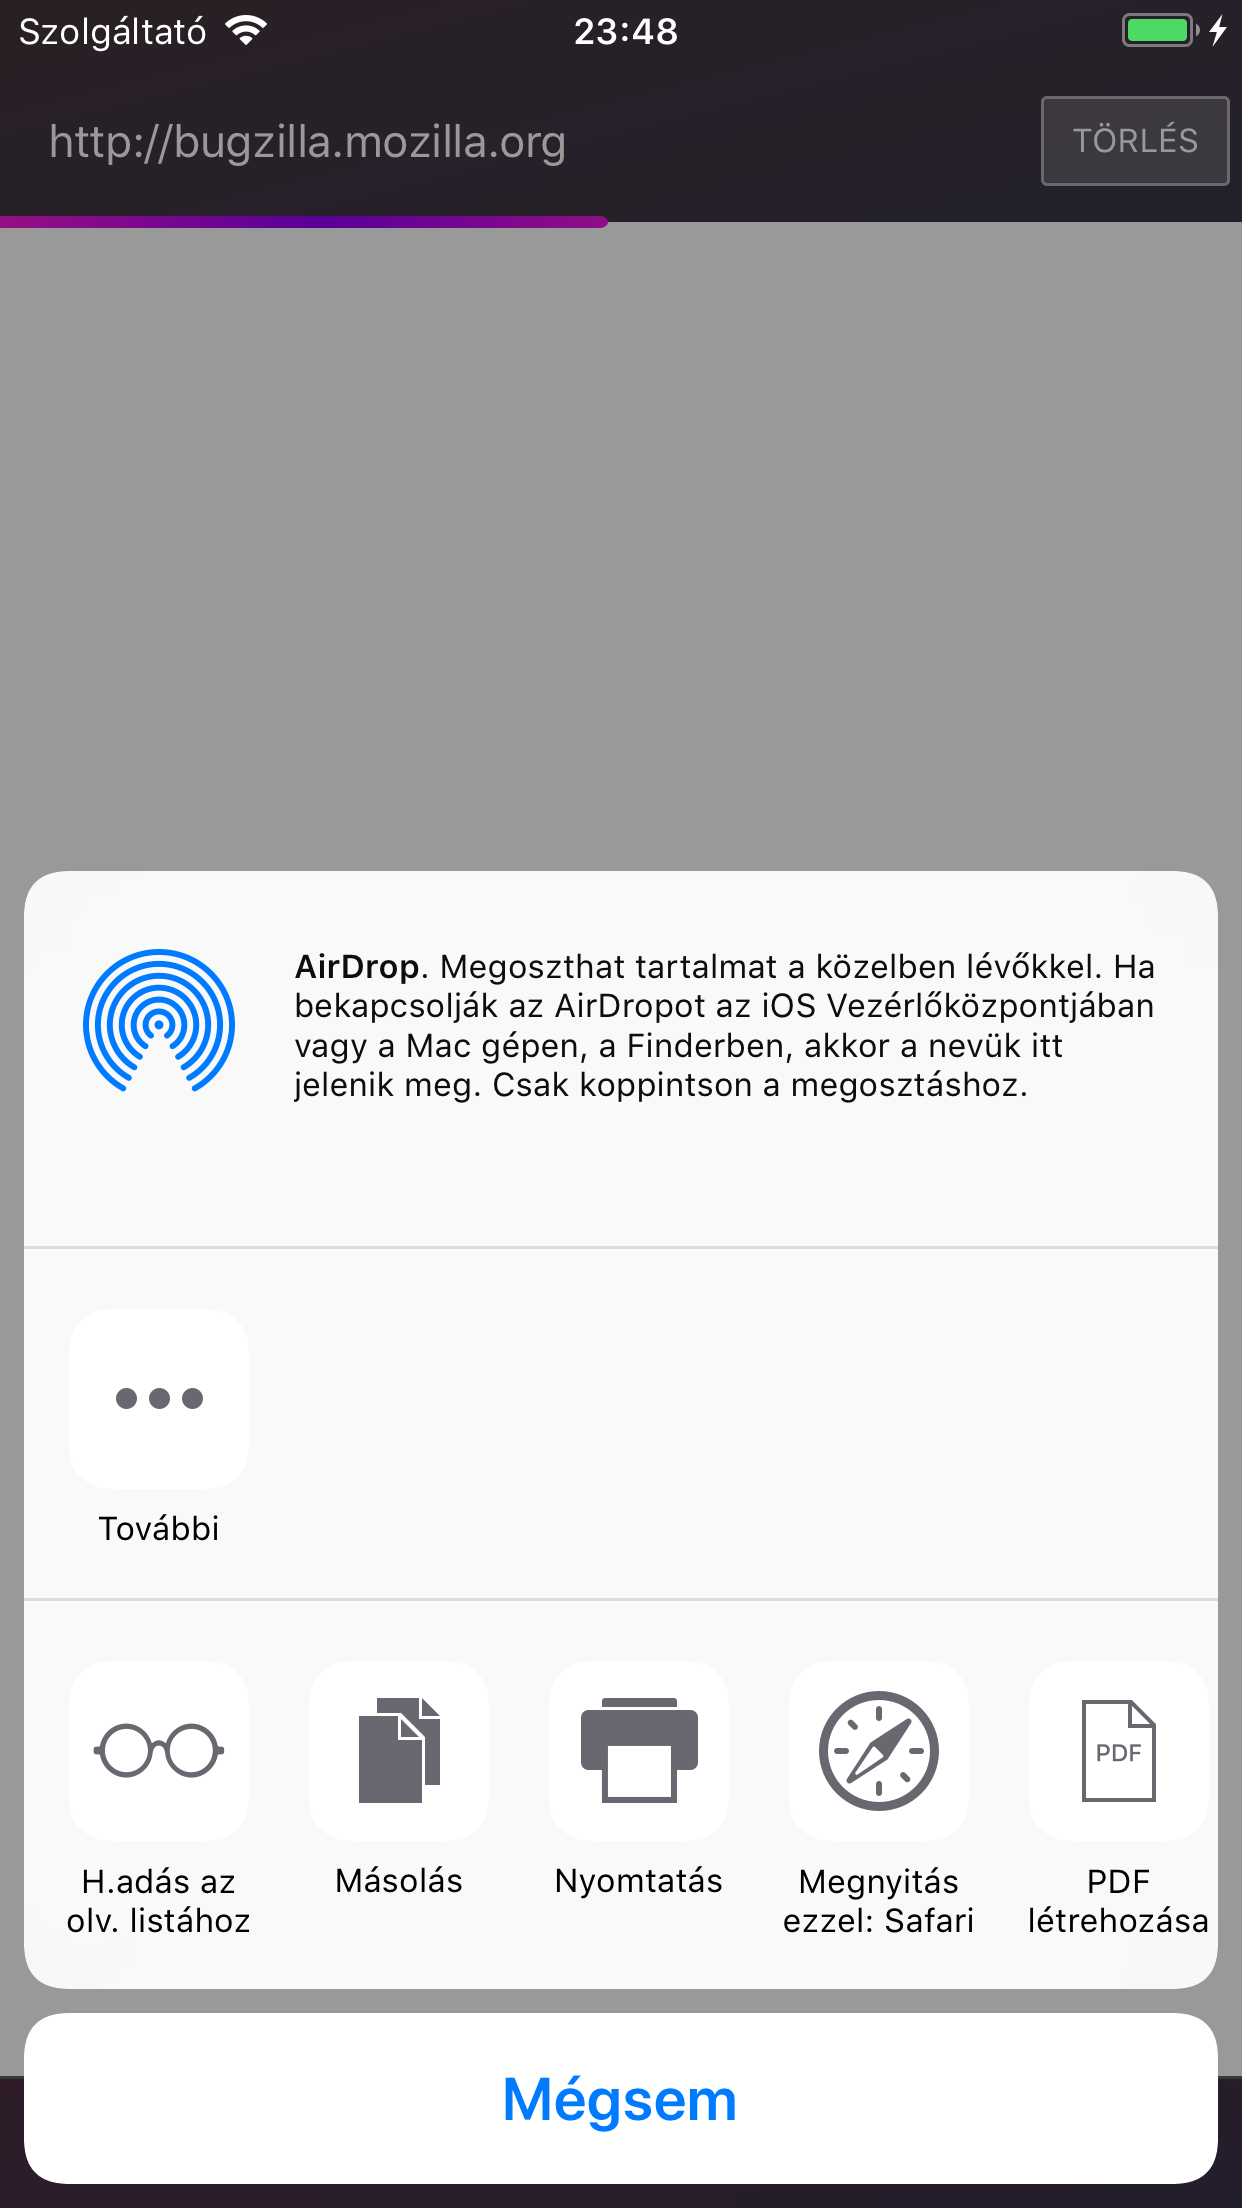 Szolgáltató
23:48
http://bugzilla.mozilla.org
TÖRLÉS
AirDrop. Megoszthat tartalmat a közelben lévőkkel. Ha
bekapcsolják az AirDropot az iOS Vezérlőközpontjában
vagy a Mac gépen, a Finderben, akkor a nevük itt
jelenik meg. Csak koppintson a megosztáshoz.
További
PDF
H.adás az
olv. listához
Másolás
Nyomtatás
Megnyitás
ezzel: Safari
PDF
létrehozása
Mégsem